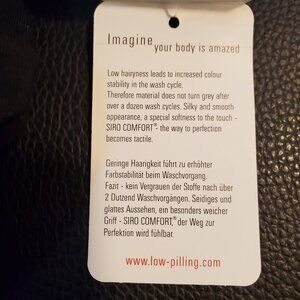 Imagine your body is amazed
Low hairyness leads to increased colour
stability in the wash cycle.
Therefore material does not turn grey after
over a dozen wash cycles. Silky and smooth
appearance, a special softness to the touch -
SIRO COMFORT® - the way to perfection
becomes tactile.
Geringe Haarigkeit führt zu erhöhter
Farbstabilität beim Waschvorgang.
Fazit - kein Vergrauen der Stoffe nach über
2 Dutzend Waschvorgängen. Seidiges und
glattes Aussehen, ein besonders weicher
Griff - SIRO COMFORT,® der Weg zur
Perfektion wird fühlbar.
www.low-pilling.com